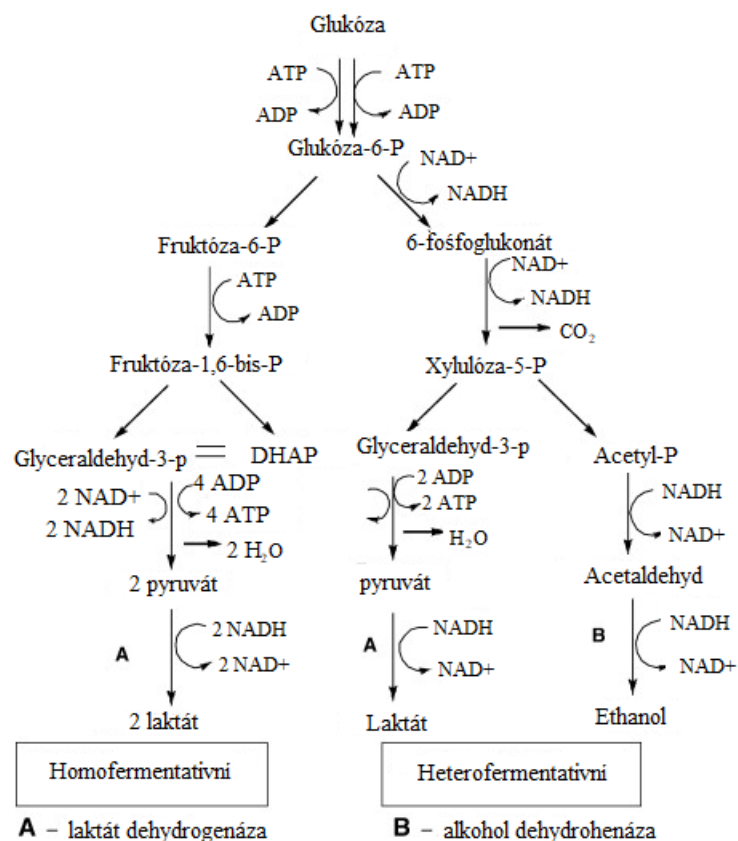 Glukóza
ATP ATP
ADP ADP
Glukóza-6-P
NAD+
NADH
Fruktóza-6-P
6-fosfoglukonát
ATP
ADP
NAD+
NADH
CO₂
Fruktóza-1,6-bis-P
Xylulóza-5-P
Glyceraldehyd-3-p
DHAP
2 NAD+
2 NADH
4 ADP
4 ATP
2 H₂O
Glyceraldehyd-3-p
2 ADP
2 ATP
H₂O
Acetyl-P
NADH
NAD+
2 pyruvát
pyruvát
Acetaldehyd
A
2 NADH
2 NAD+
A
NADH
NAD+
B
NADH
NAD+
2 laktát
Laktát
Ethanol
Homofermentativní
Heterofermentativní
A – laktát dehydrogenáza
B – alkohol dehydrohenáza